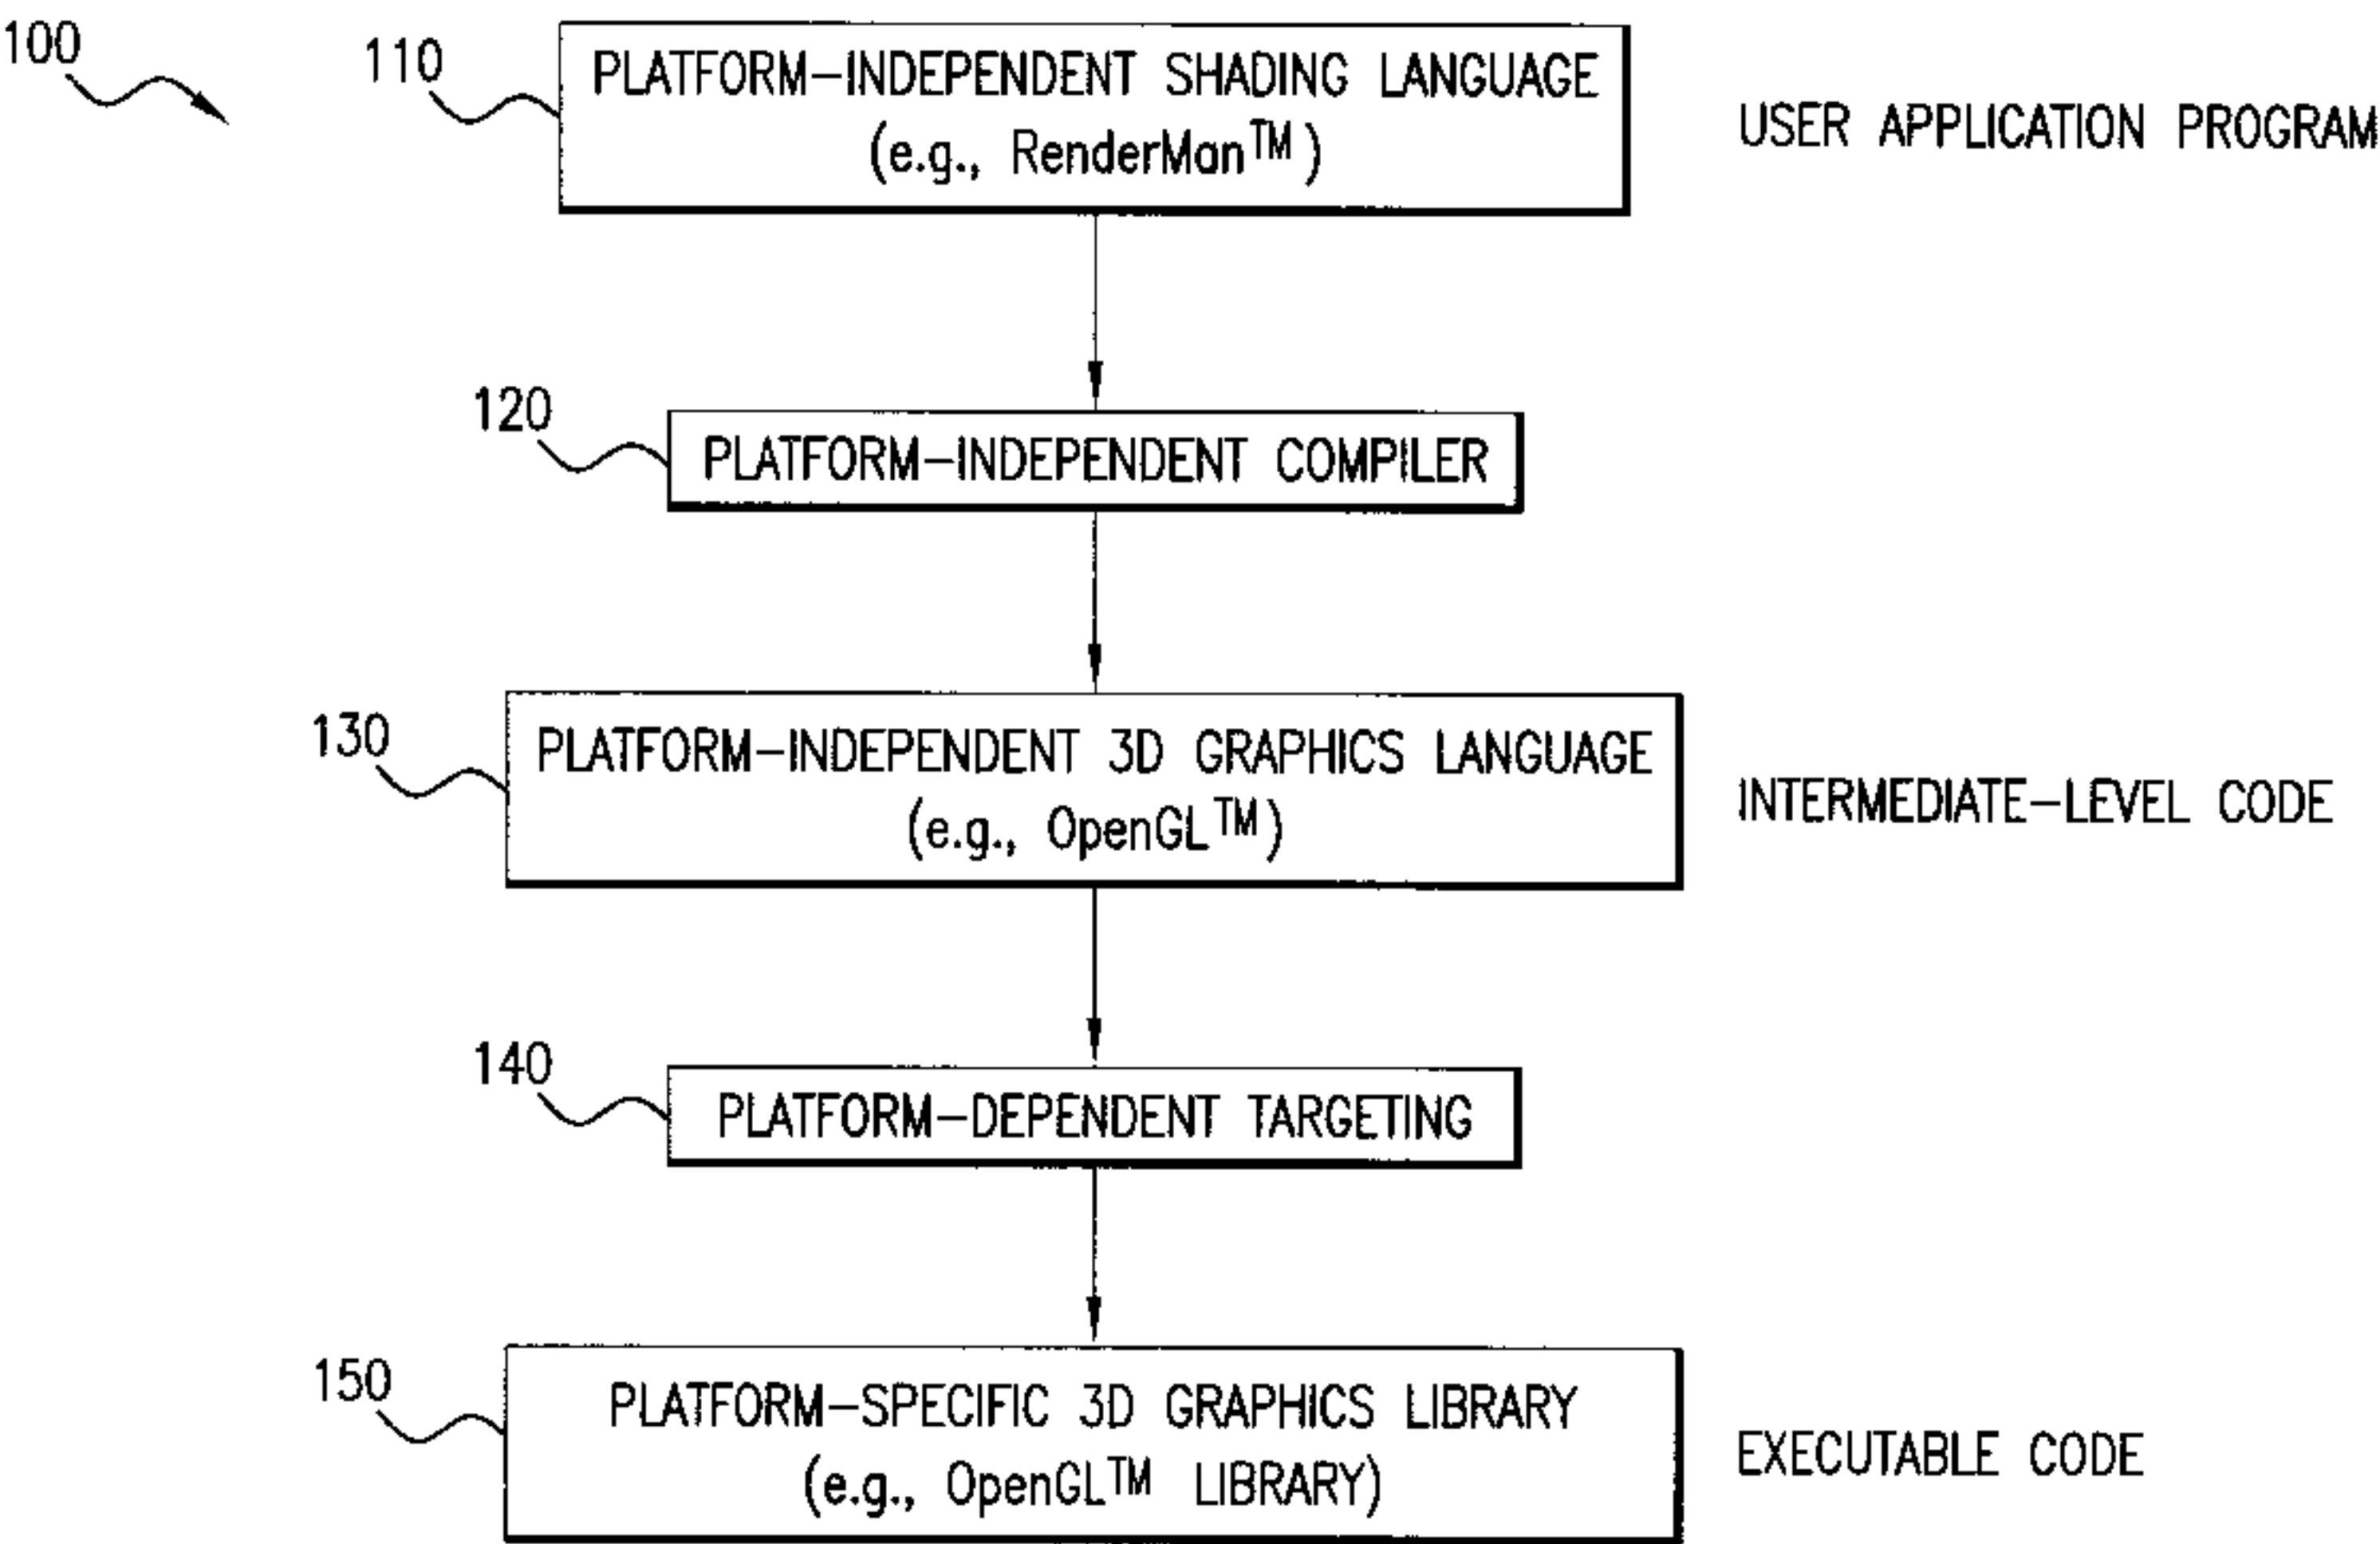 100
110
PLATFORM-INDEPENDENT SHADING LANGUAGE
(e.g., RenderMan™)
USER APPLICATION PROGRAM
120
PLATFORM-INDEPENDENT COMPILER
130
PLATFORM-INDEPENDENT 3D GRAPHICS LANGUAGE
(e.g., OpenGL™)
INTERMEDIATE-LEVEL CODE
140
PLATFORM-DEPENDENT TARGETING
150
PLATFORM-SPECIFIC 3D GRAPHICS LIBRARY
(e.g., OpenGL™ LIBRARY)
EXECUTABLE CODE